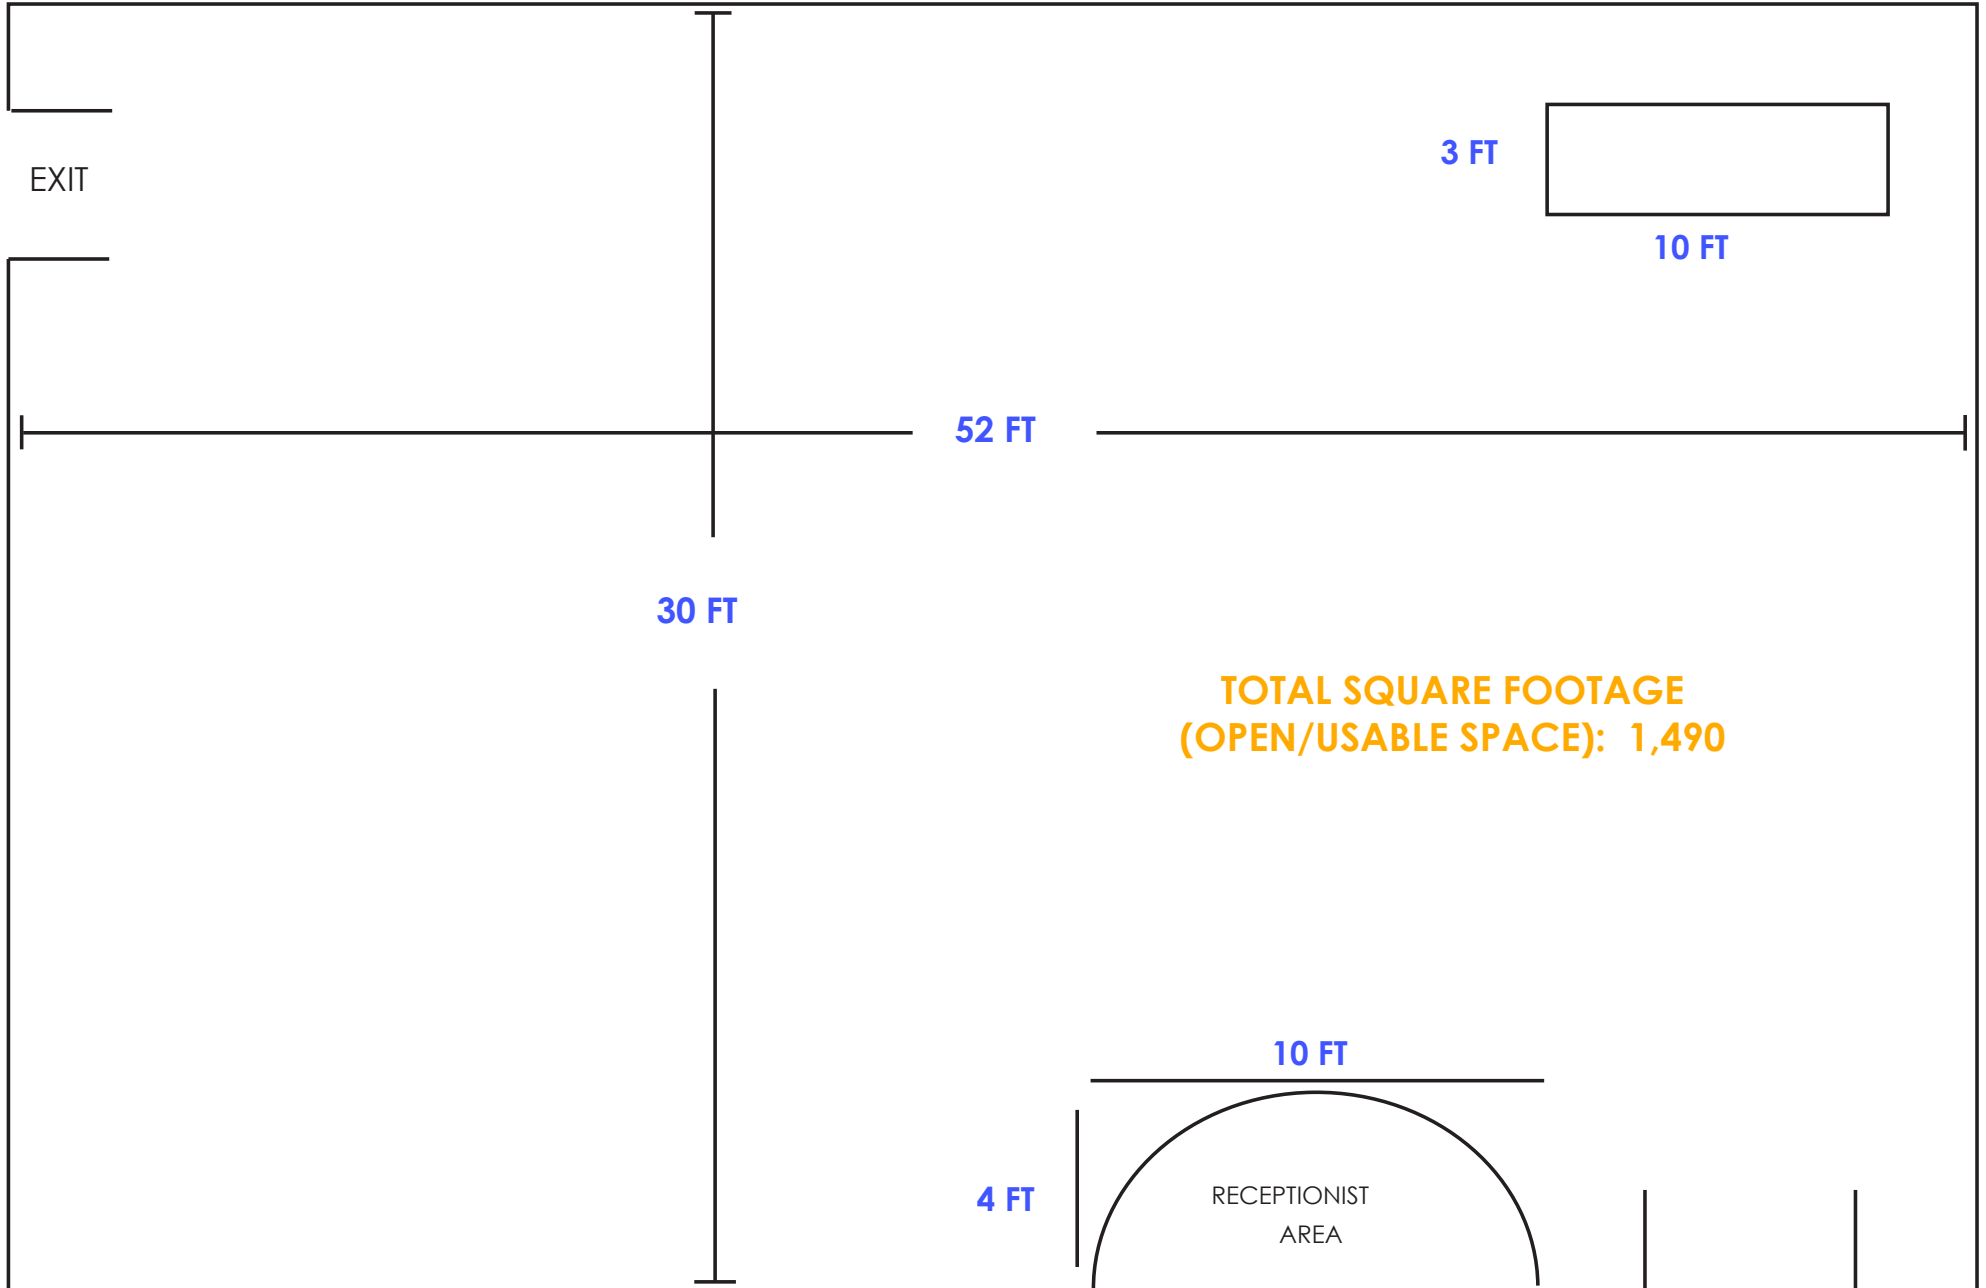 3 FT
EXIT
10 FT
52 FT
30 FT
TOTAL SQUARE FOOTAGE
(OPEN/USABLE SPACE): 1,490
10 FT
4 FT
RECEPTIONIST
AREA